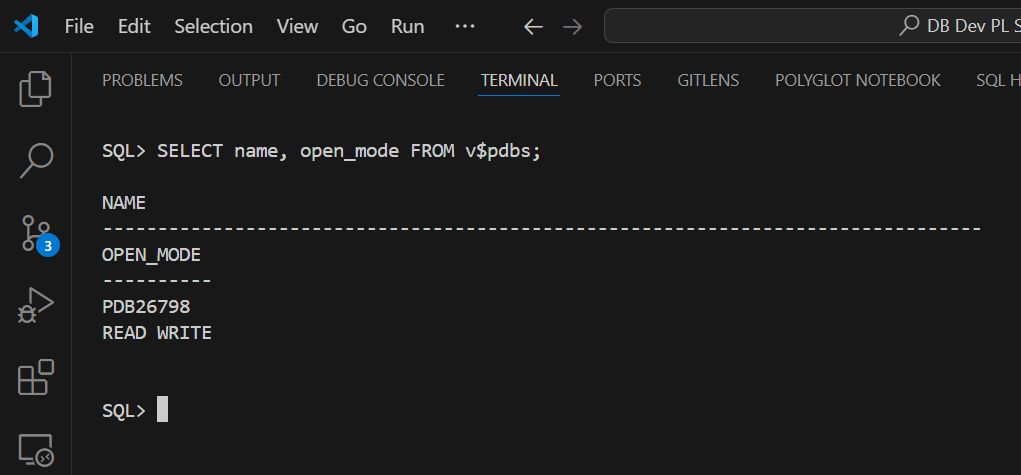 File Edit Selection View Go Run ··· ← → DB Dev PL S
PROBLEMS OUTPUT DEBUG CONSOLE TERMINAL PORTS GITLENS POLYGLOT NOTEBOOK SQL H
SQL> SELECT name, open_mode FROM v$pdbs;
NAME
--------------------------------------------------------------------------------
OPEN_MODE
----------
PDB26798
READ WRITE
3
SQL>